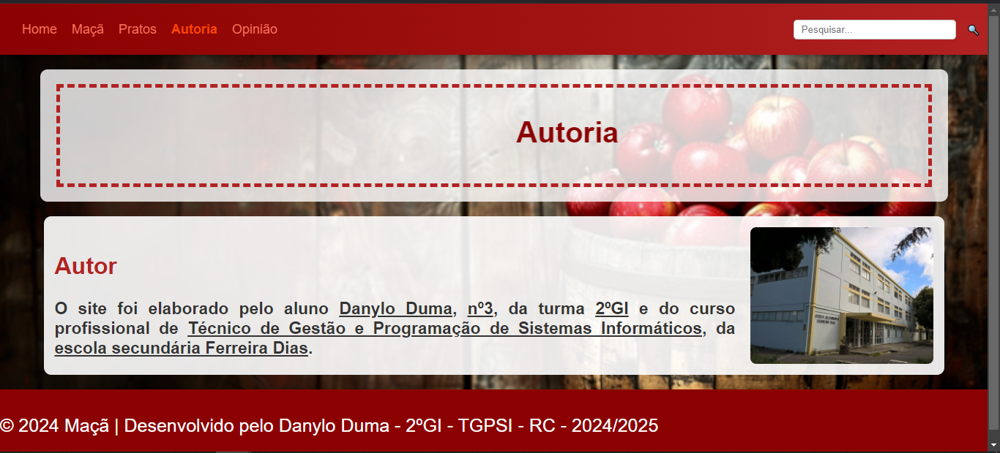 Home Maçã Pratos Autoria Opinião Pesquisar...
Autoria
Autor
O site foi elaborado pelo aluno Danylo Duma, nº3, da turma 2ºGI e do curso
profissional de Técnico de Gestão e Programação de Sistemas Informáticos, da
escola secundária Ferreira Dias.
© 2024 Maçã | Desenvolvido pelo Danylo Duma - 2ºGI - TGPSI - RC - 2024/2025